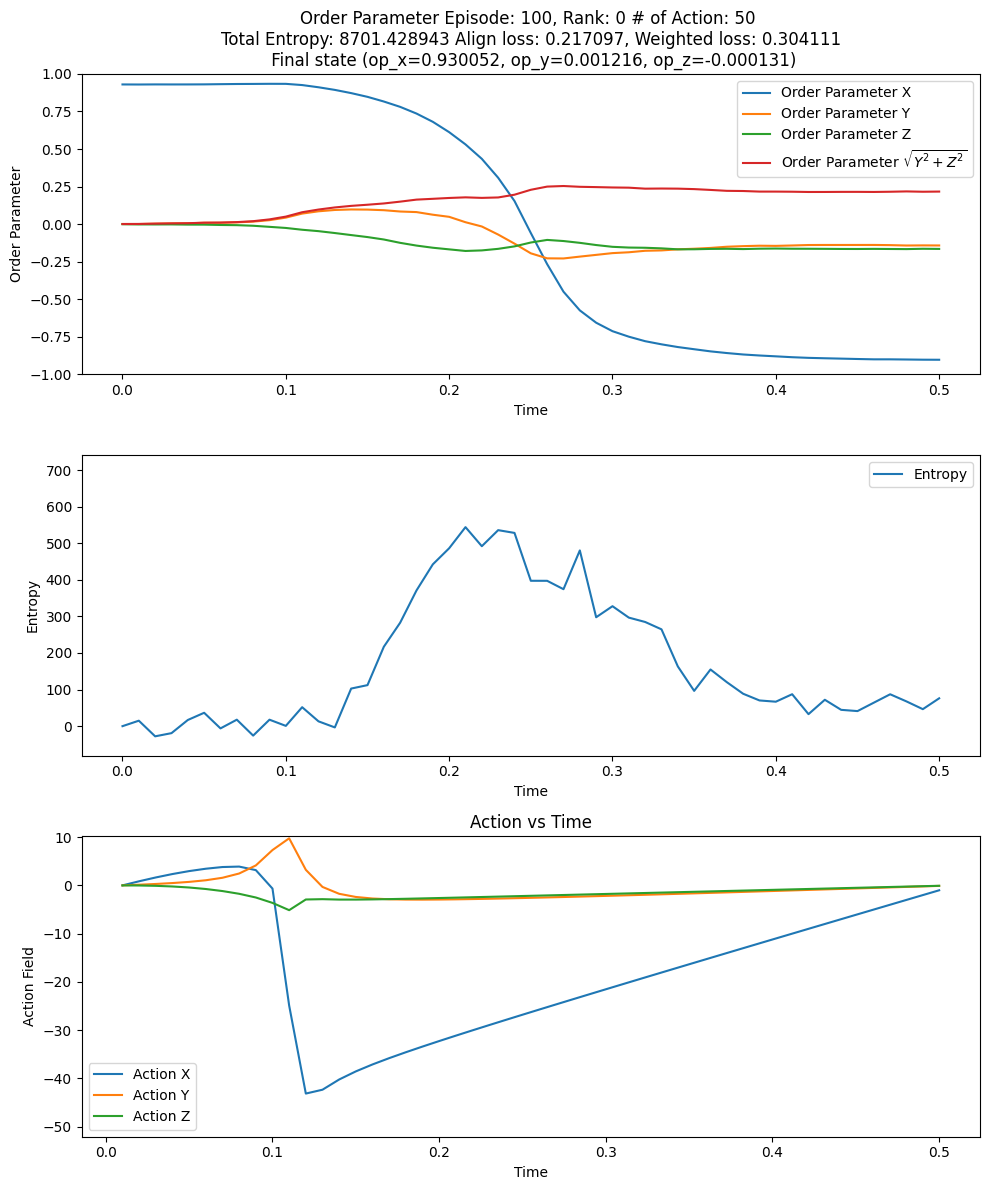 Order Parameter Episode: 100, Rank: 0 # of Action: 50
Total Entropy: 8701.428943 Align loss: 0.217097, Weighted loss: 0.304111
Final state (op_x=0.930052, op_y=0.001216, op_z=-0.000131)
1.00
0.75
0.50
0.25
0.00
−0.25
−0.50
−0.75
−1.00
Order Parameter
Order Parameter X
Order Parameter Y
Order Parameter Z
Order Parameter √Y² + Z²
0.0 0.1 0.2 0.3 0.4 0.5
Time
700
600
500
400
300
200
100
0
Entropy
Entropy
0.0 0.1 0.2 0.3 0.4 0.5
Time
Action vs Time
10
0
−10
−20
−30
−40
−50
Action Field
Action X
Action Y
Action Z
0.0 0.1 0.2 0.3 0.4 0.5
Time